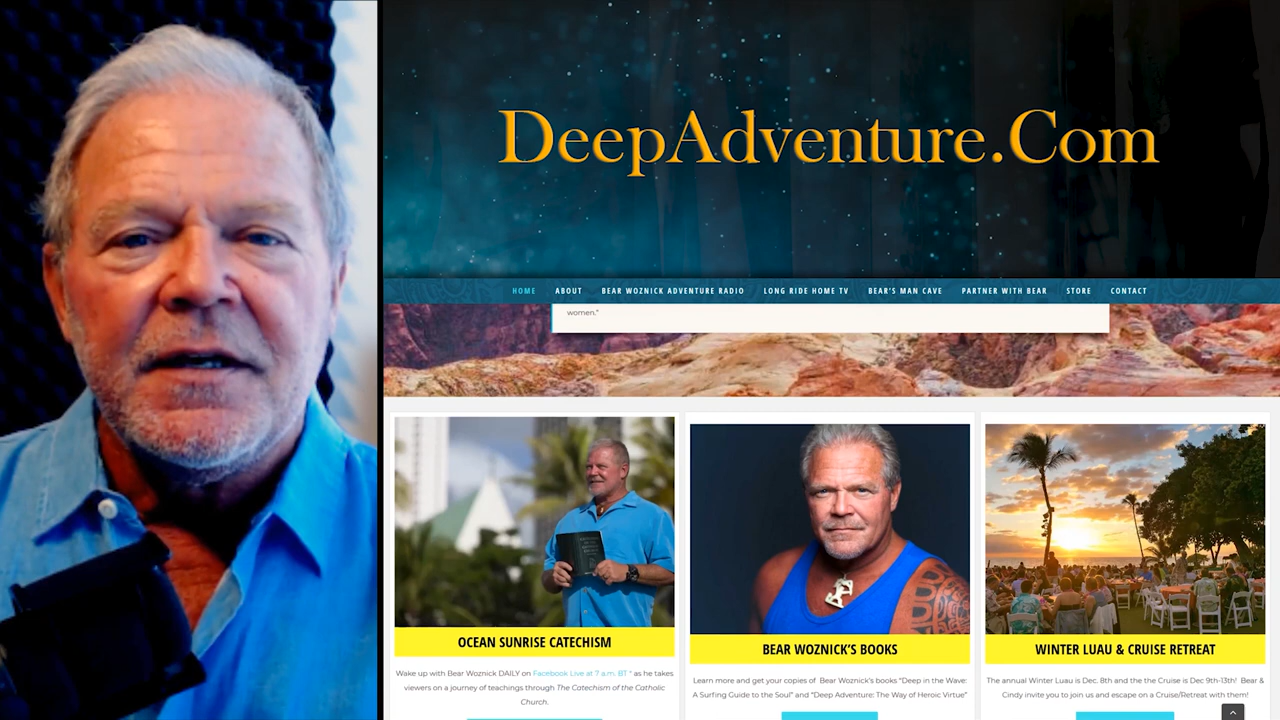 DeepAdventure.Com
HOME ABOUT BEAR WOZNICK ADVENTURE RADIO LONG RIDE HOME TV BEAR'S MAN CAVE PARTNER WITH BEAR STORE CONTACT
women."
OCEAN SUNRISE CATECHISM
Wake up with Bear Woznick DAILY on Facebook Live at 7 a.m. BT * as he takes
viewers on a journey of teachings through The Catechism of the Catholic
Church.
BEAR WOZNICK'S BOOKS
Learn more and get your copies of Bear Woznick's books "Deep in the Wave:
A Surfing Guide to the Soul" and "Deep Adventure: The Way of Heroic Virtue"
WINTER LUAU & CRUISE RETREAT
The annual Winter Luau is Dec. 8th and the the Cruise is Dec 9th-13th! Bear &
Cindy invite you to join us and escape on a Cruise/Retreat with them!